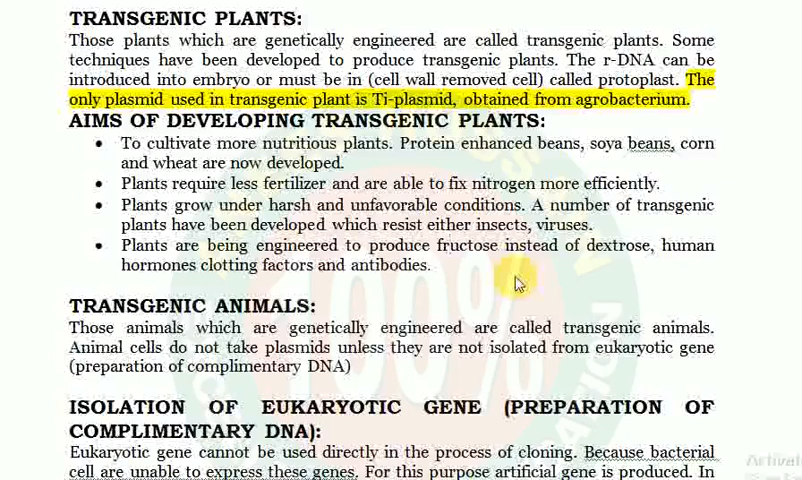 TRANSGENIC PLANTS:
Those plants which are genetically engineered are called transgenic plants. Some
techniques have been developed to produce transgenic plants. The r-DNA can be
introduced into embryo or must be in (cell wall removed cell) called protoplast. The
only plasmid used in transgenic plant is Ti-plasmid, obtained from agrobacterium.
AIMS OF DEVELOPING TRANSGENIC PLANTS:
• To cultivate more nutritious plants. Protein enhanced beans, soya beans, corn
and wheat are now developed.
• Plants require less fertilizer and are able to fix nitrogen more efficiently.
• Plants grow under harsh and unfavorable conditions. A number of transgenic
plants have been developed which resist either insects, viruses.
• Plants are being engineered to produce fructose instead of dextrose, human
hormones clotting factors and antibodies.
TRANSGENIC ANIMALS:
Those animals which are genetically engineered are called transgenic animals.
Animal cells do not take plasmids unless they are not isolated from eukaryotic gene
(preparation of complimentary DNA)
ISOLATION OF EUKARYOTIC GENE (PREPARATION OF
COMPLIMENTARY DNA):
Eukaryotic gene cannot be used directly in the process of cloning. Because bacterial
cell are unable to express these genes. For this purpose artificial gene is produced. In
100%